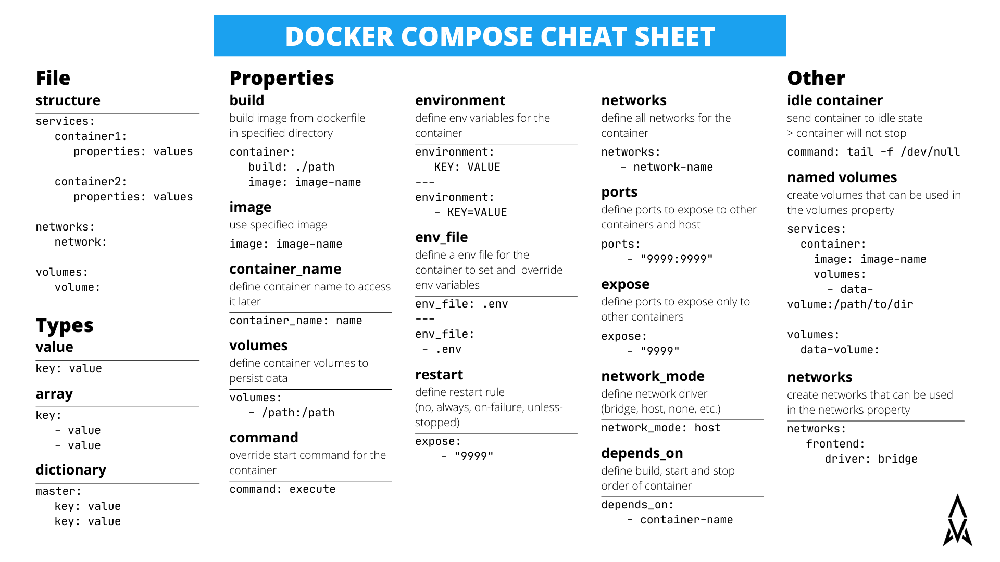 DOCKER COMPOSE CHEAT SHEET
File
structure
services:
container1:
properties: values
container2:
properties: values
networks:
network:
volumes:
volume:
Types
value
key: value
array
key:
- value
- value
dictionary
master:
key: value
key: value
Properties
build
build image from dockerfile
in specified directory
container:
build: ./path
image: image-name
image
use specified image
image: image-name
container_name
define container name to access
it later
container_name: name
volumes
define container volumes to
persist data
volumes:
- /path:/path
command
override start command for the
container
command: execute
environment
define env variables for the
container
environment:
KEY: VALUE
---
environment:
- KEY=VALUE
env_file
define a env file for the
container to set and  override
env variables
env_file: .env
---
env_file:
- .env
restart
define restart rule
(no, always, on-failure, unless-
stopped)
expose:
- "9999"
networks
define all networks for the
container
networks:
- network-name
ports
define ports to expose to other
containers and host
ports:
- "9999:9999"
expose
define ports to expose only to
other containers
expose:
- "9999"
network_mode
define network driver
(bridge, host, none, etc.)
network_mode: host
depends_on
define build, start and stop
order of container
depends_on:
- container-name
Other
idle container
send container to idle state
> container will not stop
command: tail -f /dev/null
named volumes
create volumes that can be used in
the volumes property
services:
container:
image: image-name
volumes:
- data-
volume:/path/to/dir
volumes:
data-volume:
networks
create networks that can be used
in the networks property
networks:
frontend:
driver: bridge